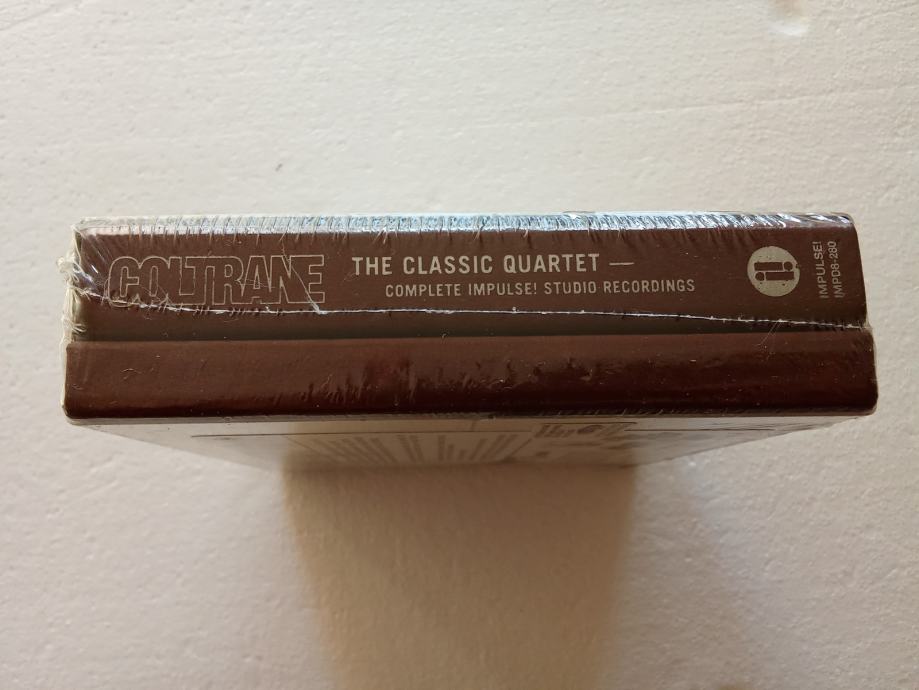 COLTRANE
THE CLASSIC QUARTET —
COMPLETE IMPULSE! STUDIO RECORDINGS
i!
IMPULSE!
IMPD8-280